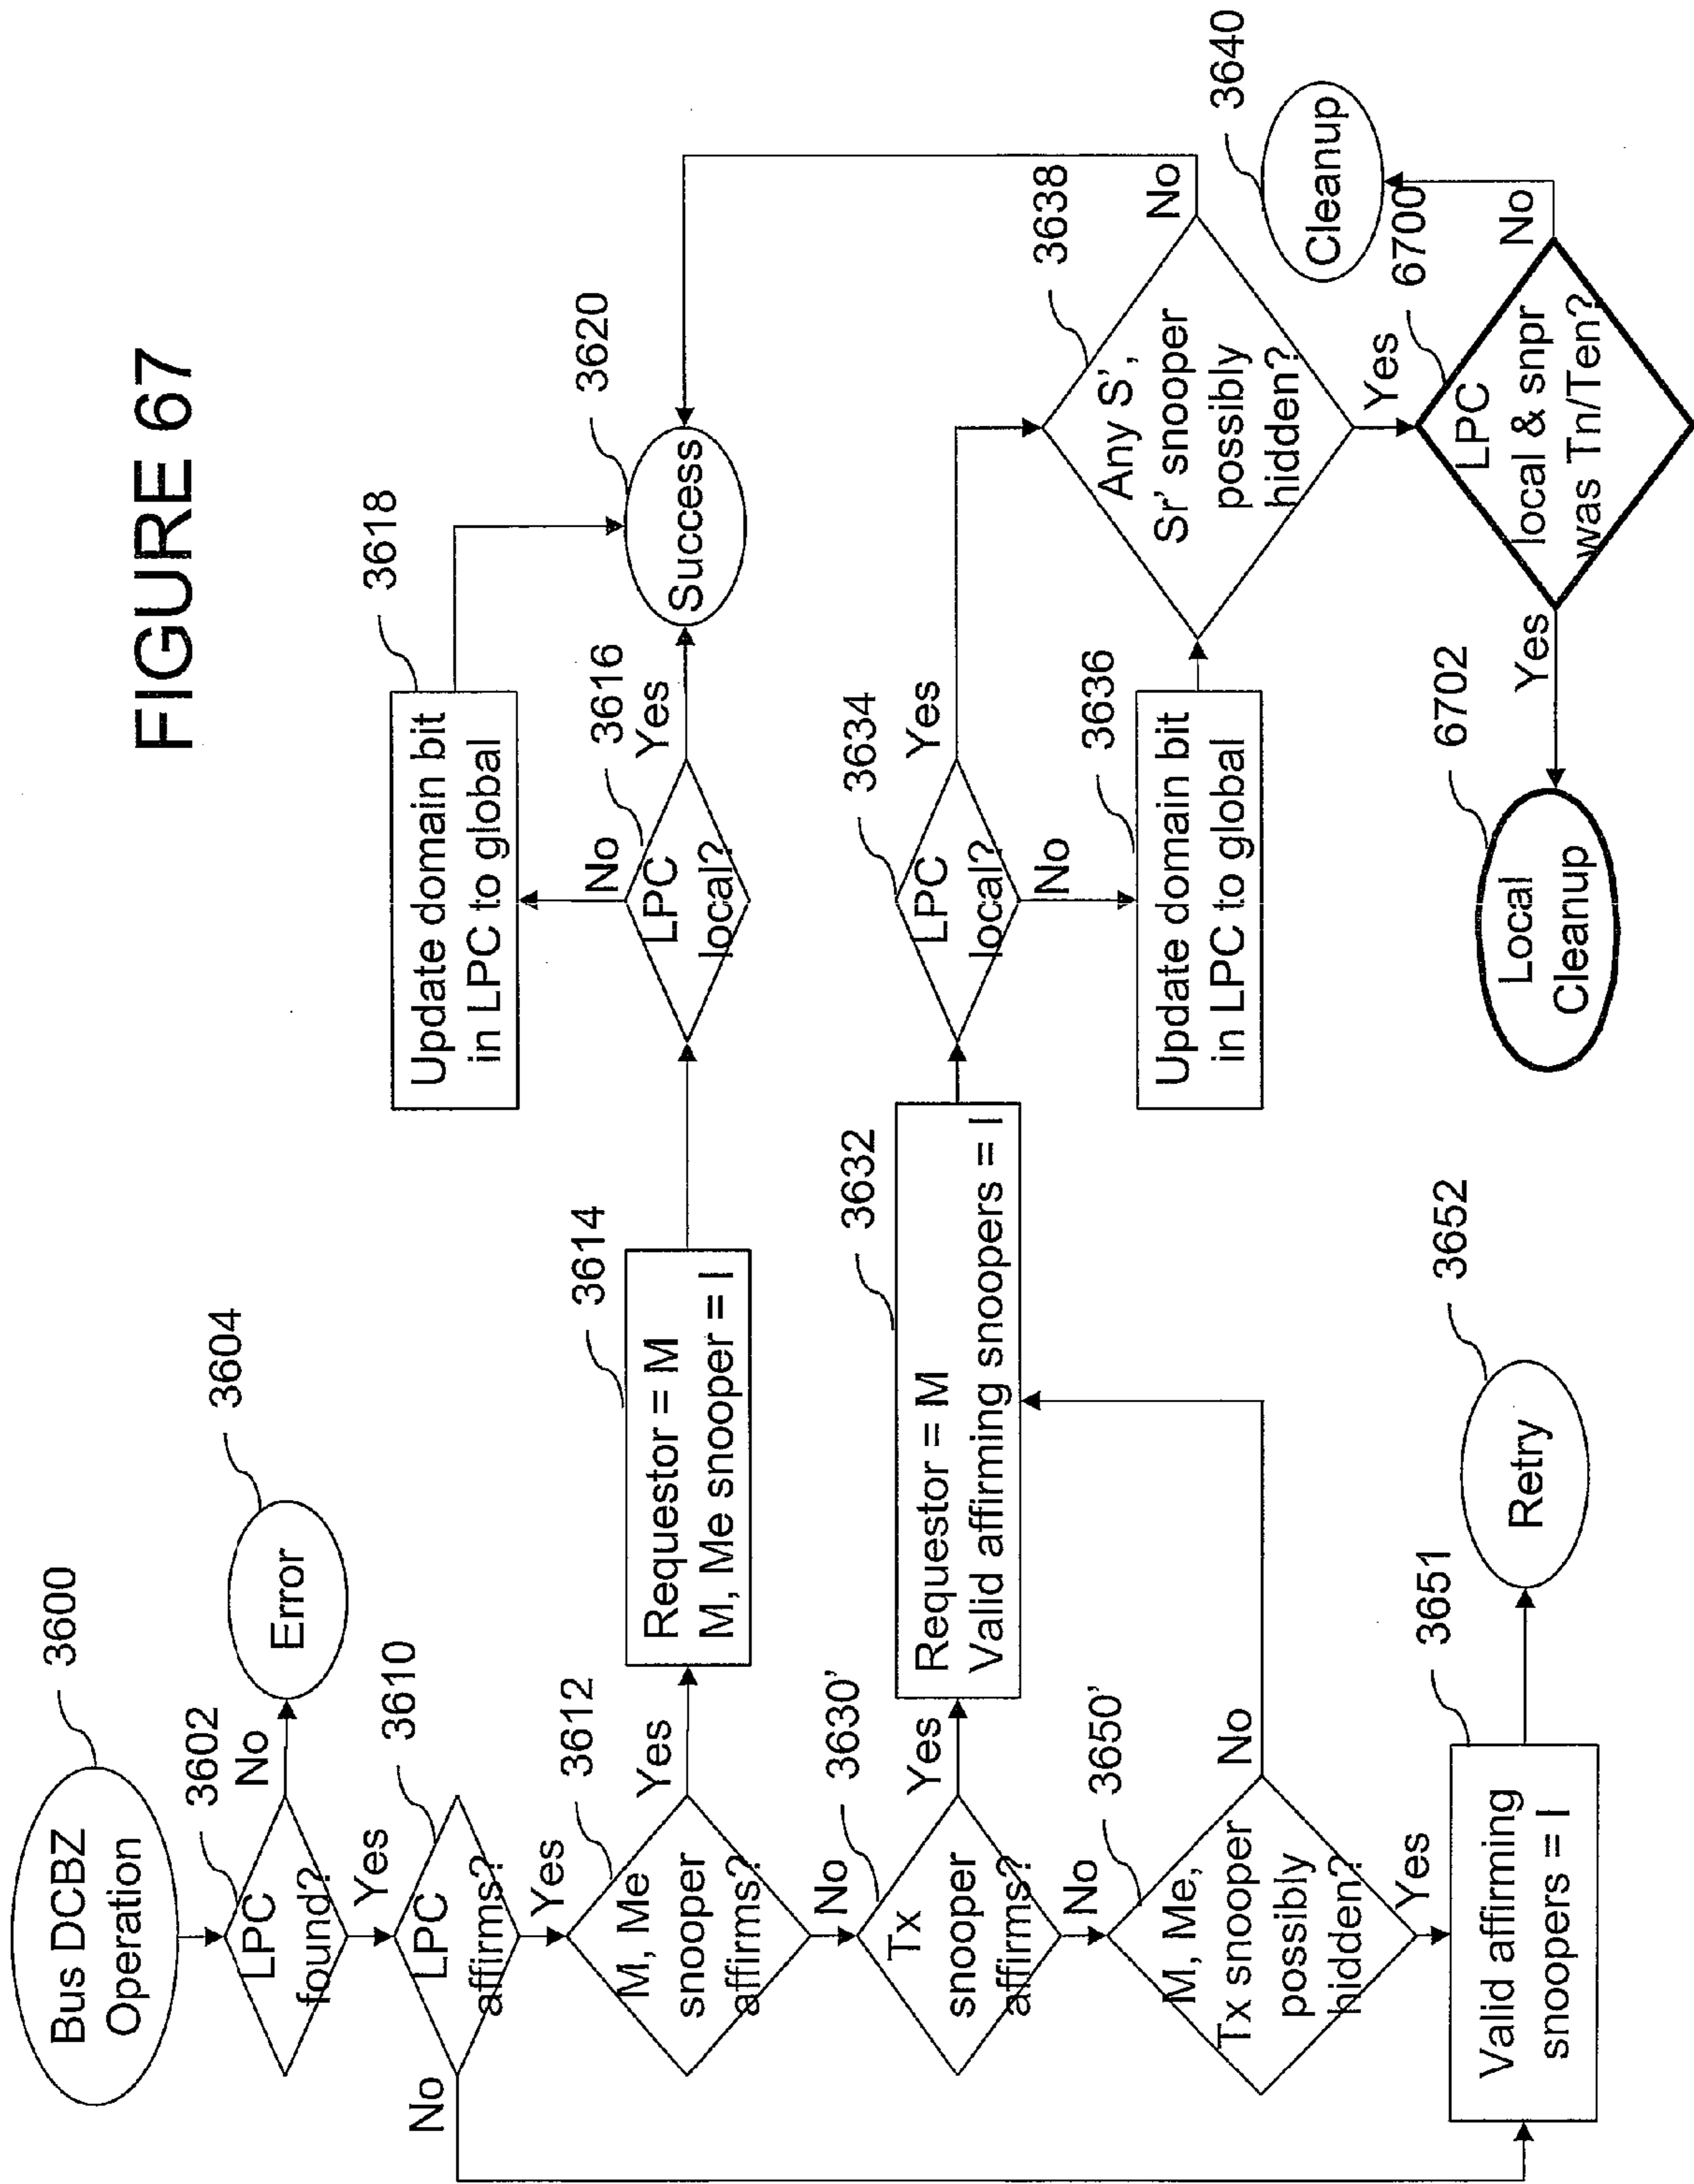 FIGURE 67
3600
Bus DCBZ
Operation
3602
LPC
found?
No
3604
Error
Yes
3610
LPC
affirms?
No
Yes
3612
M, Me
snooper
affirms?
Yes
3614
Requestor = M
M, Me snooper = I
3616
LPC
local?
No
Yes
3618
Update domain bit
in LPC to global
3620
Success
No
3630'
Tx
snooper
affirms?
Yes
3632
Requestor = M
Valid affirming snoopers = I
3634
LPC
local?
Yes
No
3636
Update domain bit
in LPC to global
3638
Any S',
Sr' snooper
possibly
hidden?
No
Yes
3640
Cleanup
6700
LPC
local & snpr
was Tn/Ten?
No
Yes
6702
Local
Cleanup
No
3650'
M, Me,
Tx snooper
possibly
hidden?
No
Yes
3651
Valid affirming
snoopers = I
3652
Retry